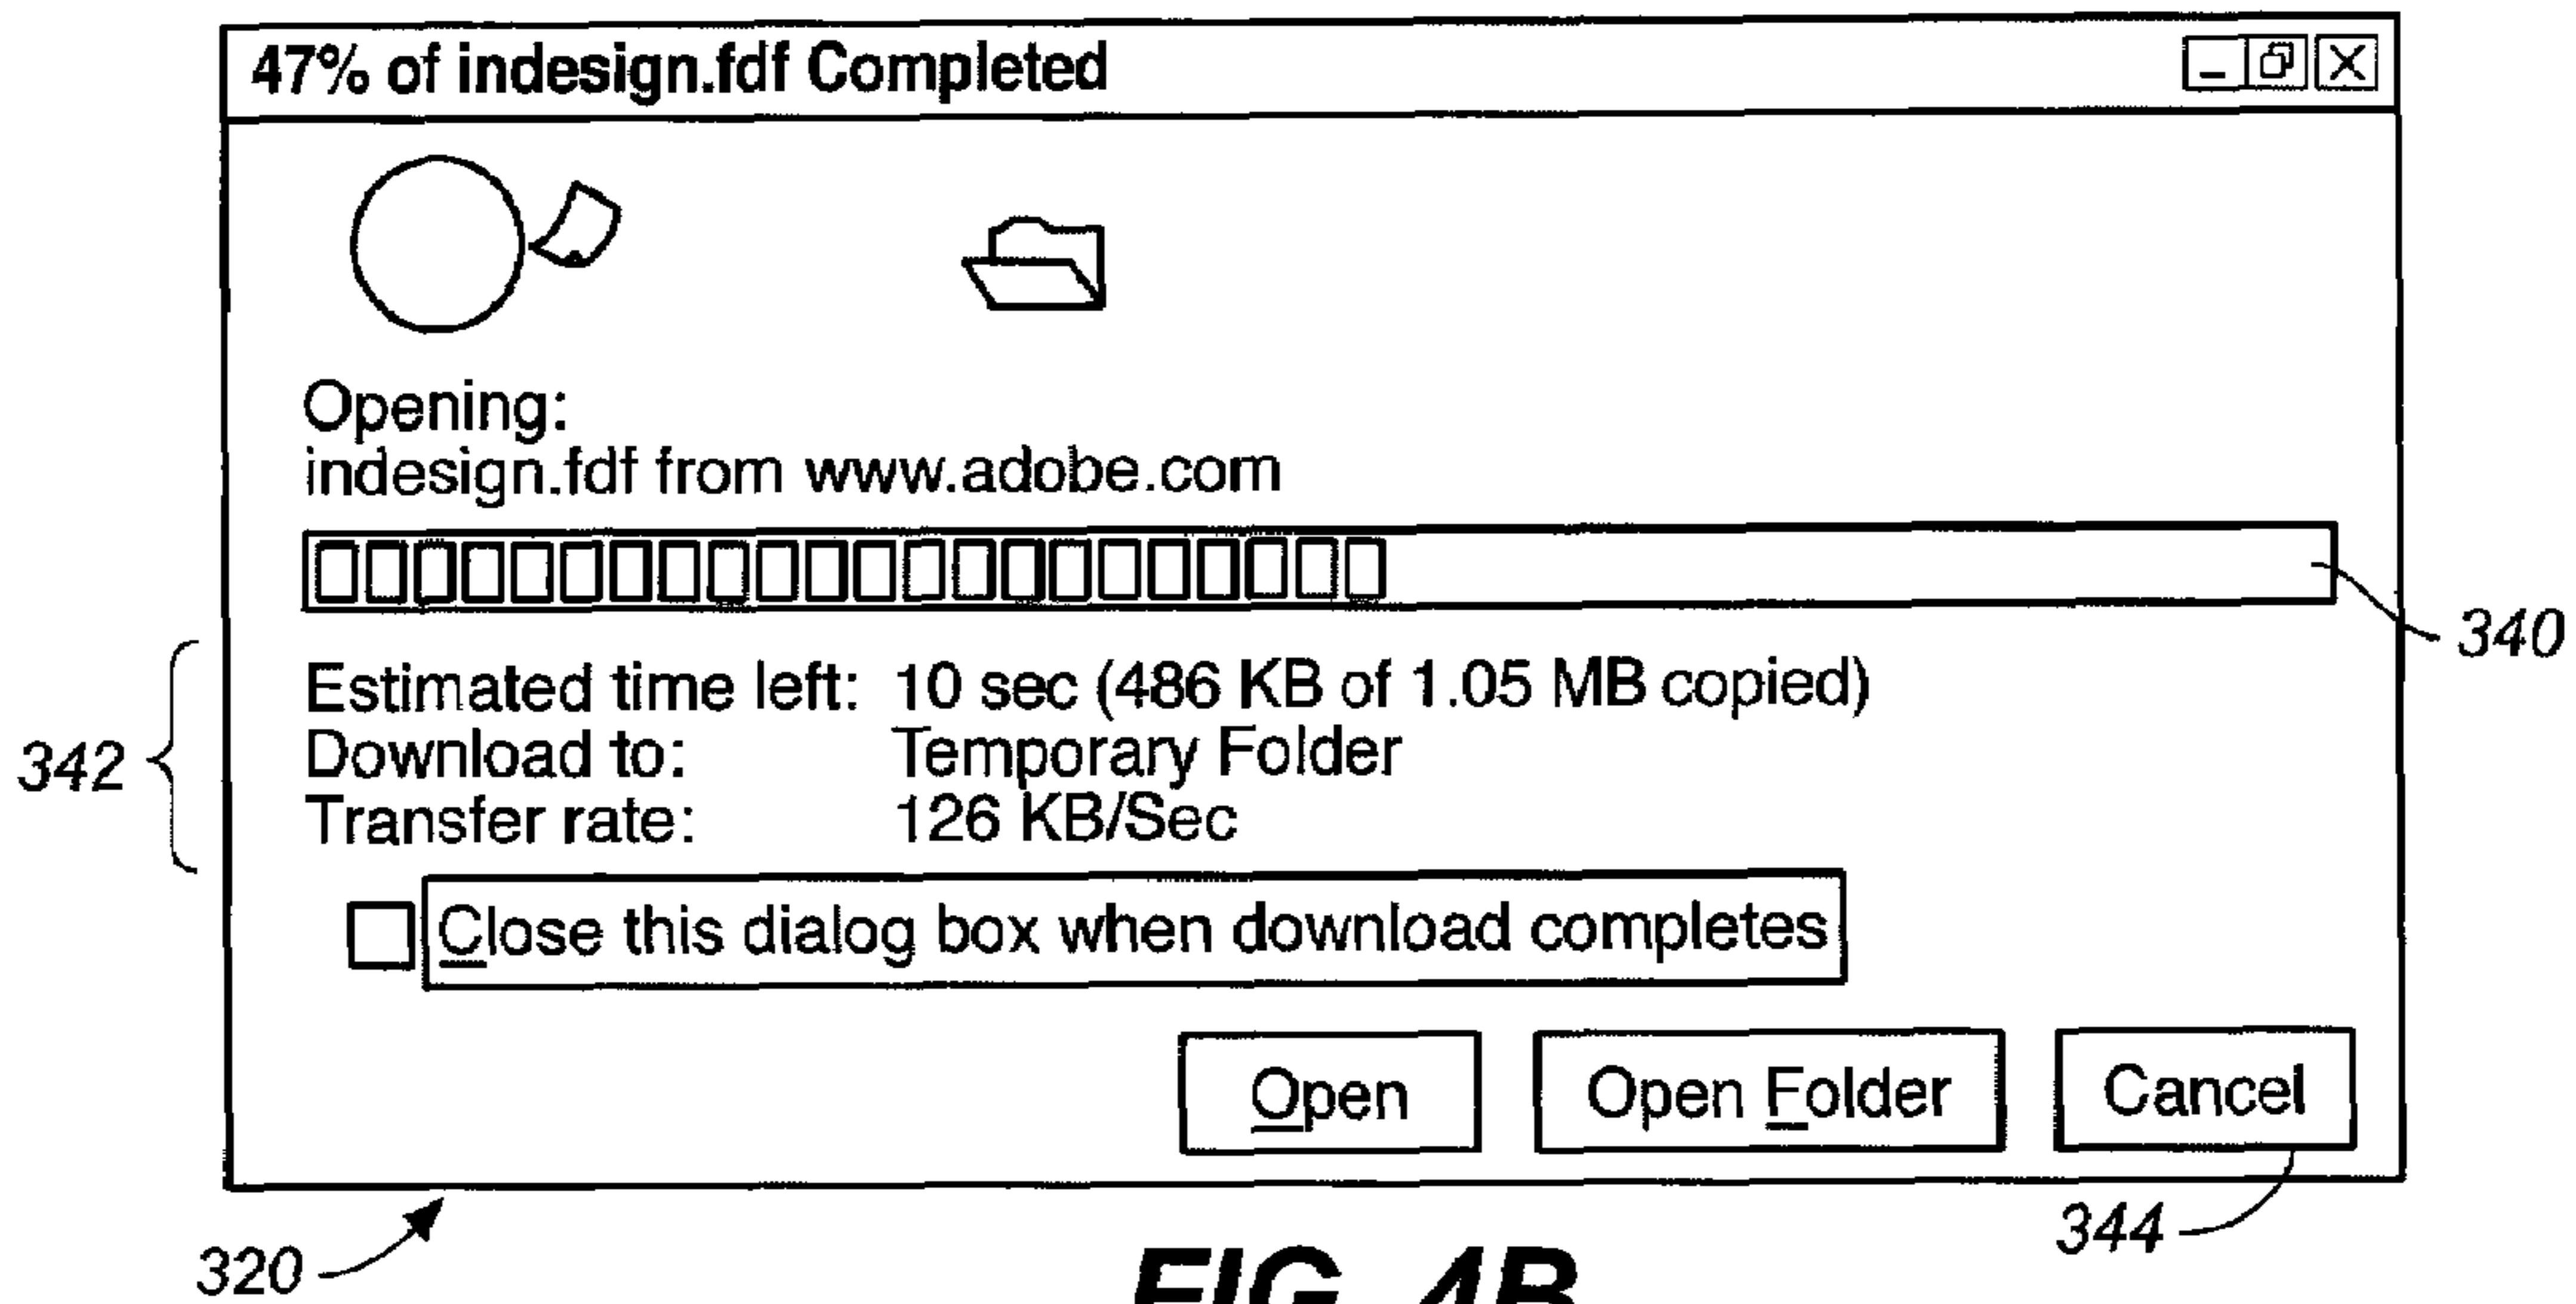 47% of indesign.fdf Completed
Opening:
indesign.fdf from www.adobe.com
340
342
Estimated time left: 10 sec (486 KB of 1.05 MB copied)
Download to: Temporary Folder
Transfer rate: 126 KB/Sec
Close this dialog box when download completes
Open Open Folder Cancel
344
320
FIG. 4B